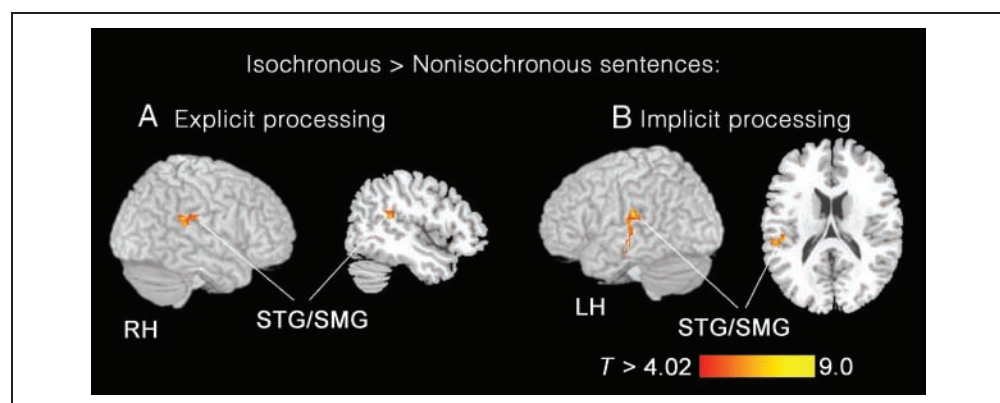 Isochronous > Nonisochronous sentences:
A Explicit processing
B Implicit processing
RH
STG/SMG
LH
STG/SMG
T > 4.02 9.0